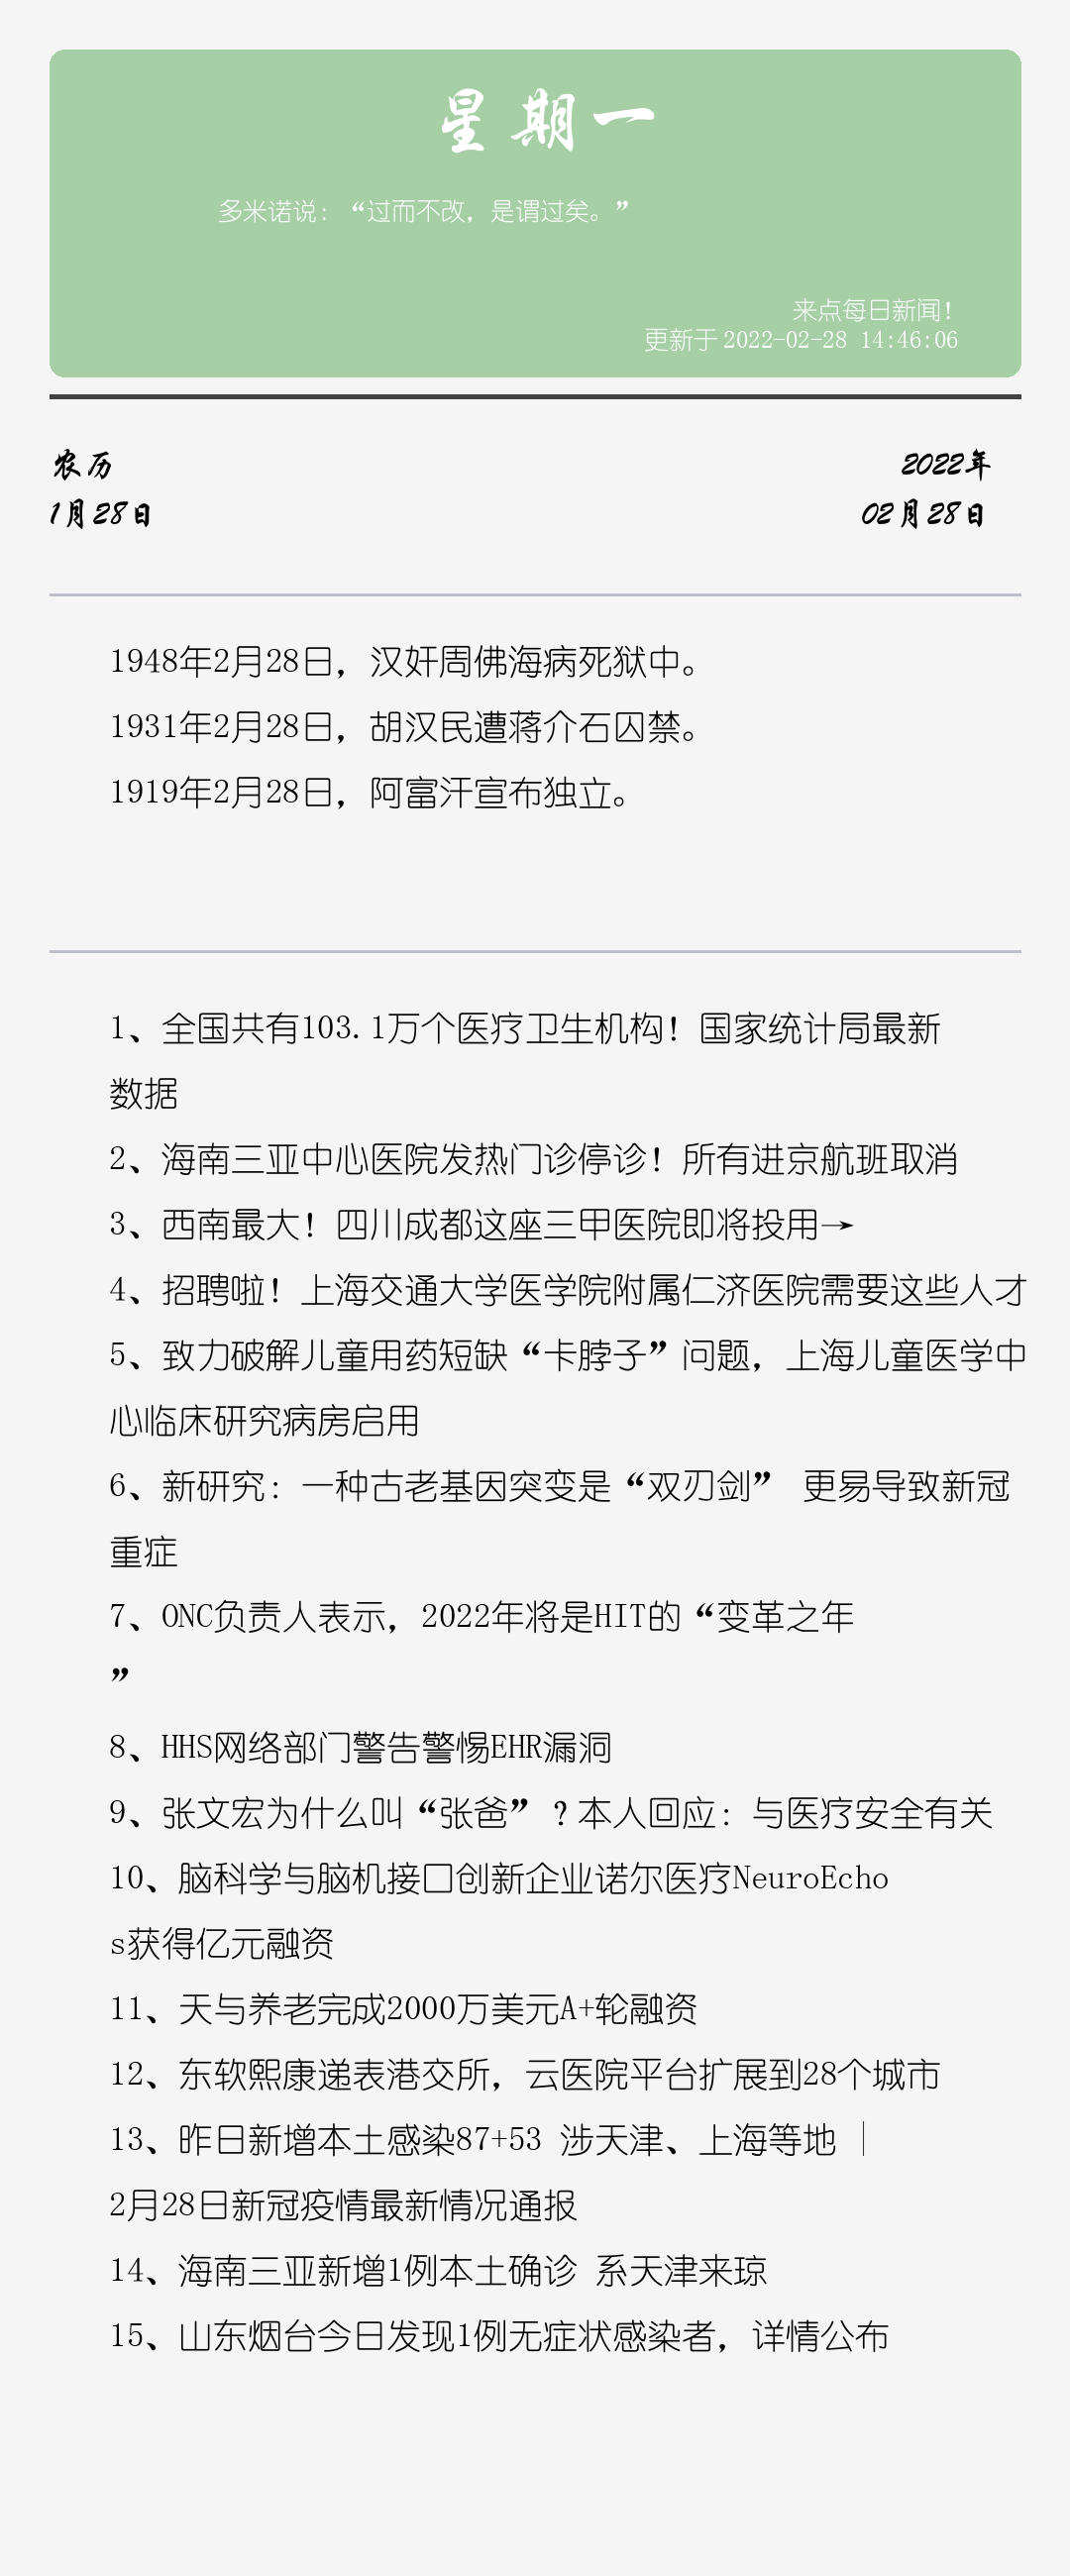 星期一
多米诺说：“过而不改，是谓过矣。”
来点每日新闻！
更新于 2022-02-28 14:46:06
农历
2022年
1月28日
02月28日
1948年2月28日，汉奸周佛海病死狱中。
1931年2月28日，胡汉民遭蒋介石囚禁。
1919年2月28日，阿富汗宣布独立。
1、全国共有103.1万个医疗卫生机构！国家统计局最新
数据
2、海南三亚中心医院发热门诊停诊！所有进京航班取消
3、西南最大！四川成都这座三甲医院即将投用→
4、招聘啦！上海交通大学医学院附属仁济医院需要这些人才
5、致力破解儿童用药短缺“卡脖子”问题，上海儿童医学中
心临床研究病房启用
6、新研究：一种古老基因突变是“双刃剑” 更易导致新冠
重症
7、ONC负责人表示，2022年将是HIT的“变革之年
”
8、HHS网络部门警告警惕EHR漏洞
9、张文宏为什么叫“张爸”？本人回应：与医疗安全有关
10、脑科学与脑机接口创新企业诺尔医疗NeuroEcho
s获得亿元融资
11、天与养老完成2000万美元A+轮融资
12、东软熙康递表港交所，云医院平台扩展到28个城市
13、昨日新增本土感染87+53 涉天津、上海等地 |
2月28日新冠疫情最新情况通报
14、海南三亚新增1例本土确诊 系天津来琼
15、山东烟台今日发现1例无症状感染者，详情公布